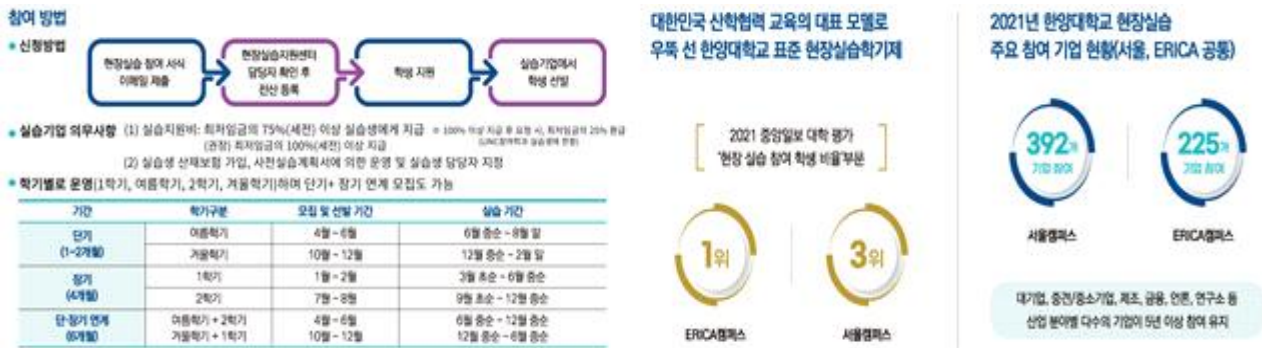 참여 방법
• 신청방법
현장실습 참여 서식
이메일 제출
현장실습지원센터
담당자 확인 후
전산 등록
학생 지원
실습기업에서
학생 선발
• 실습기업 의무사항 (1) 실습지원비: 최저임금의 75%(세전) 이상 실습생에게 지급 ※ 100% 이상 지급 후 요청 시, 최저임금의 25% 환급
(권장) 최저임금의 100%(세전) 이상 지급
(2) 실습생 산재보험 가입, 사전실습계획서에 의한 운영 및 실습생 담당자 지정
• 학기별로 운영(1학기, 여름학기, 2학기, 겨울학기)하며 단기+ 장기 연계 모집도 가능
기간 학기구분 모집 및 선발 기간 실습 기간
단기
(1~2개월)
여름학기 4월 ~ 6월 6월 중순 ~ 8월 말
겨울학기 10월 ~ 12월 12월 중순 ~ 2월 말
장기
(4개월)
1학기 1월 ~ 2월 3월 초순 ~ 6월 중순
2학기 7월 ~ 8월 9월 초순 ~ 12월 중순
단·장기 연계
(6개월)
여름학기 + 2학기 4월 ~ 6월 6월 중순 ~ 12월 중순
겨울학기 + 1학기 10월 ~ 12월 12월 중순 ~ 6월 중순
대한민국 산학협력 교육의 대표 모델로
우뚝 선 한양대학교 표준 현장실습학기제
2021 중앙일보 대학 평가
'현장 실습 참여 학생 비율'부문
1위
3위
ERICA캠퍼스
서울캠퍼스
2021년 한양대학교 현장실습
주요 참여 기업 현황(서울, ERICA 공통)
392개
기업 참여
225개
기업 참여
서울캠퍼스
ERICA캠퍼스
대기업, 중견/중소기업, 제조, 금융, 언론, 연구소 등
산업 분야별 다수의 기업이 5년 이상 참여 유지